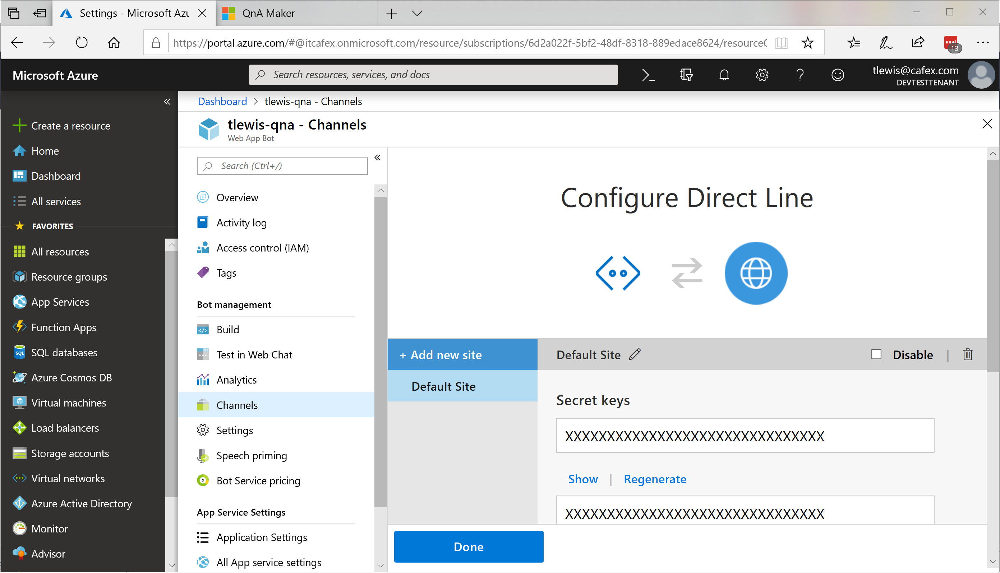 Settings - Microsoft Azu
QnA Maker
https://portal.azure.com/#@itcafex.onmicrosoft.com/resource/subscriptions/6d2a022f-5bf2-48df-8318-889edace8624/resourceG
13
Microsoft Azure
Search resources, services, and docs
tlewis@cafex.com
DEVTESTTENANT
Dashboard > tlewis-qna - Channels
tlewis-qna - Channels
Web App Bot
Create a resource
Home
Dashboard
All services
FAVORITES
All resources
Resource groups
App Services
Function Apps
SQL databases
Azure Cosmos DB
Virtual machines
Load balancers
Storage accounts
Virtual networks
Azure Active Directory
Monitor
Advisor
Search (Ctrl+/)
Overview
Activity log
Access control (IAM)
Tags
Bot management
Build
Test in Web Chat
Analytics
Channels
Settings
Speech priming
Bot Service pricing
App Service Settings
Application Settings
All App service settings
Configure Direct Line
+ Add new site
Default Site
Default Site
Disable |
Secret keys
XXXXXXXXXXXXXXXXXXXXXXXXXXXXXXX
Show | Regenerate
XXXXXXXXXXXXXXXXXXXXXXXXXXXXXXX
Done